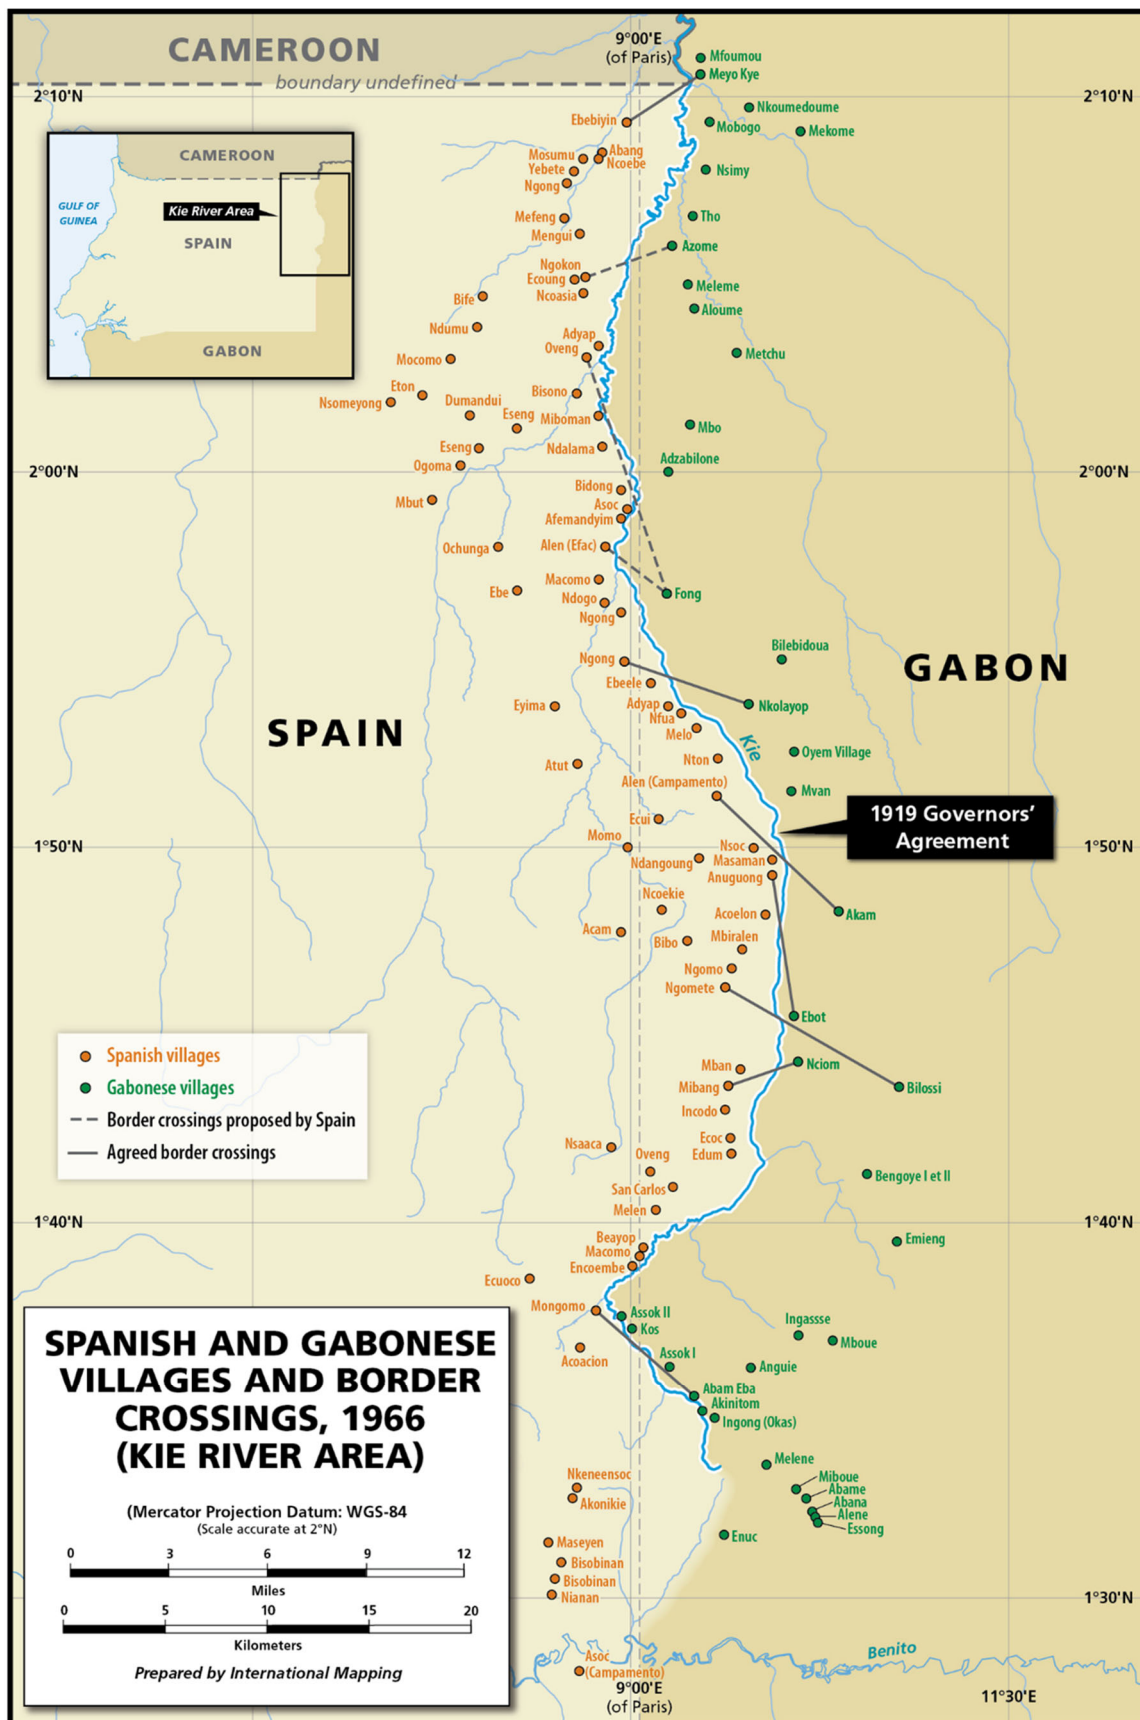 CAMEROON
9°00'E
(of Paris)
boundary undefined
2°10'N
2°10'N
Mfoumou
Meyo Kye
Nkoumedoume
Mobogo
Mekome
Ebebiyin
Abang
Mosumu
Ncoebe
Yebete
Ngong
Nsimy
CAMEROON
GULF OF
GUINEA
Kie River Area
SPAIN
GABON
Mefeng
Tho
Mengui
Azome
Ngokon
Ecoung
Ncoasia
Meleme
Bife
Aloume
Ndumu
Adyap
Oveng
Metchu
Mocomo
Eton
Bisono
Nsomeyong
Dumandui
Eseng
Miboman
Mbo
Eseng
Ndalama
Adzabilone
Ogoma
2°00'N
2°00'N
Bidong
Mbut
Asoc
Afemandyim
Ochunga
Alen (Efac)
Macomo
Ebe
Ndogo
Fong
Ngong
Bilebidoua
Ngong
GABON
Ebeele
Eyima
Adyap
Nkolayop
Nfua
SPAIN
Melo
Kie
Oyem Village
Nton
Atut
Alen (Campamento)
Mvan
1919 Governors'
Agreement
Ecui
Momo
1°50'N
Nsoc
1°50'N
Ndangoung
Masaman
Anuguong
Ncoekie
Acoelon
Akam
Acam
Bibo
Mbiralen
Ngomo
Ngomete
Ebot
Spanish villages
Gabonese villages
Border crossings proposed by Spain
Agreed border crossings
Mban
Nciom
Mibang
Bilossi
Incodo
Nsaaca
Ecoc
Oveng
Edum
Bengoye I et II
San Carlos
Melen
1°40'N
1°40'N
Beayop
Emieng
Macomo
Encoembe
Ecuoco
Mongomo
Assok II
Kos
Ingassse
Mboue
Acoacion
Assok I
Anguie
Abam Eba
Akinitom
Ingong (Okas)
Melene
Nkeneensoc
Miboue
Akonikie
Abame
Abana
Alene
Essong
Maseyen
Enuc
Bisobinan
Bisobinan
Nianan
1°30'N
Benito
Asoc
(Campamento)
9°00'E
(of Paris)
11°30'E
SPANISH AND GABONESE
VILLAGES AND BORDER
CROSSINGS, 1966
(KIE RIVER AREA)
(Mercator Projection Datum: WGS-84
(Scale accurate at 2°N)
0 3 6 9 12
Miles
0 5 10 15 20
Kilometers
Prepared by International Mapping